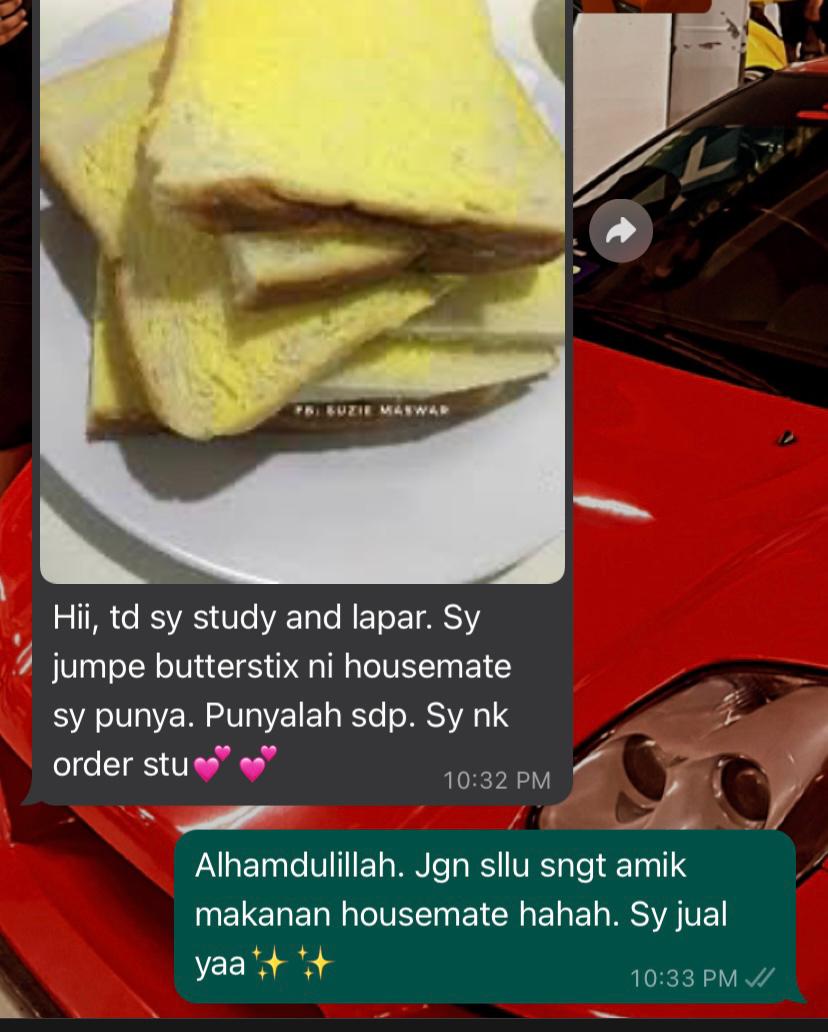 FB: SUZIE MASWAR
Hii, td sy study and lapar. Sy
jumpe butterstix ni housemate
sy punya. Punyalah sdp. Sy nk
order stu💕💕
10:32 PM
Alhamdulillah. Jgn sllu sngt amik
makanan housemate hahah. Sy jual
yaa✨✨
10:33 PM